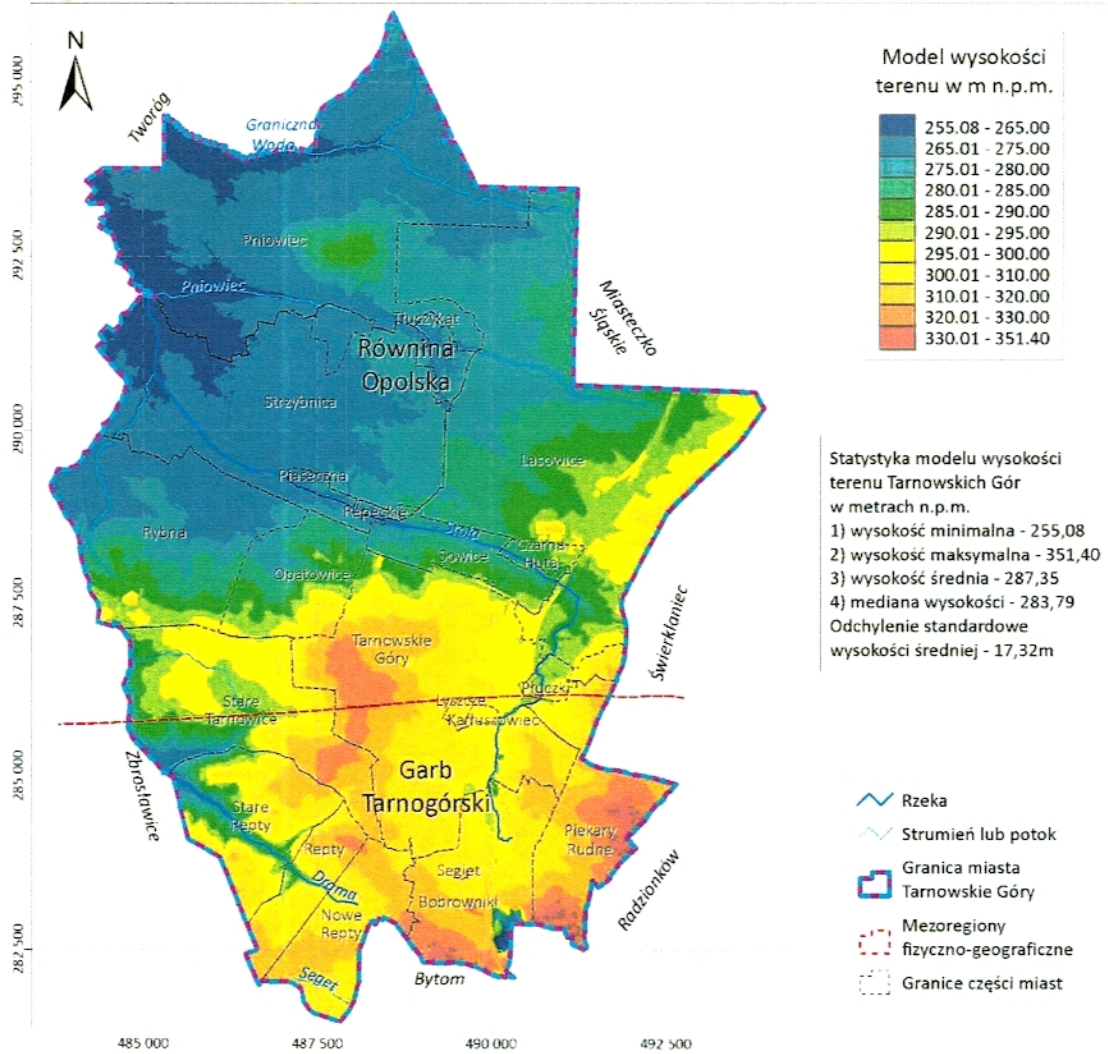 N
295 000
292 500
290 000
287 500
285 000
282 500
485 000
487 500
490 000
492 500
Tworóg
Graniczna
Woda
Pniowiec
Pniowiec
Miasteczko
Śląskie
Tłuczykąt
Równina
Opolska
Strzybnica
Lasowice
Piaseczna
Repeckie
Stoła
Rybna
Sowice
Czarna
Huta
Opatowice
Świerklaniec
Tarnowskie
Góry
Płuczki
Stare
Tarnowice
Łyszcze
Kartuszowiec
Zbrosławice
Garb
Tarnogórski
Stare
Repty
Piekary
Rudne
Repty
Segiet
Drama
Bobrowniki
Radzionków
Nowe
Repty
Seget
Bytom
Model wysokości
terenu w m n.p.m.
255.08 - 265.00
265.01 - 275.00
275.01 - 280.00
280.01 - 285.00
285.01 - 290.00
290.01 - 295.00
295.01 - 300.00
300.01 - 310.00
310.01 - 320.00
320.01 - 330.00
330.01 - 351.40
Statystyka modelu wysokości
terenu Tarnowskich Gór
w metrach n.p.m.
1) wysokość minimalna - 255,08
2) wysokość maksymalna - 351,40
3) wysokość średnia - 287,35
4) mediana wysokości - 283,79
Odchylenie standardowe
wysokości średniej - 17,32m
Rzeka
Strumień lub potok
Granica miasta
Tarnowskie Góry
Mezoregiony
fizyczno-geograficzne
Granice części miast